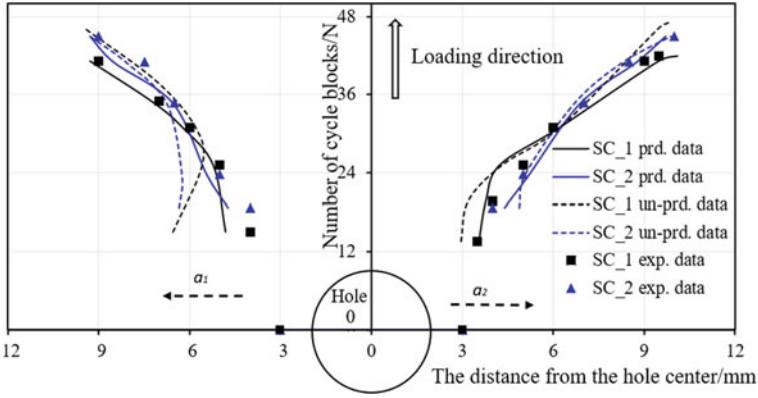 48
36
24
12
0
Number of cycle blocks/N
Loading direction
SC_1 prd. data
SC_2 prd. data
SC_1 un-prd. data
SC_2 un-prd. data
SC_1 exp. data
SC_2 exp. data
a1
a2
Hole
12 9 6 3 0 3 6 9 12
The distance from the hole center/mm